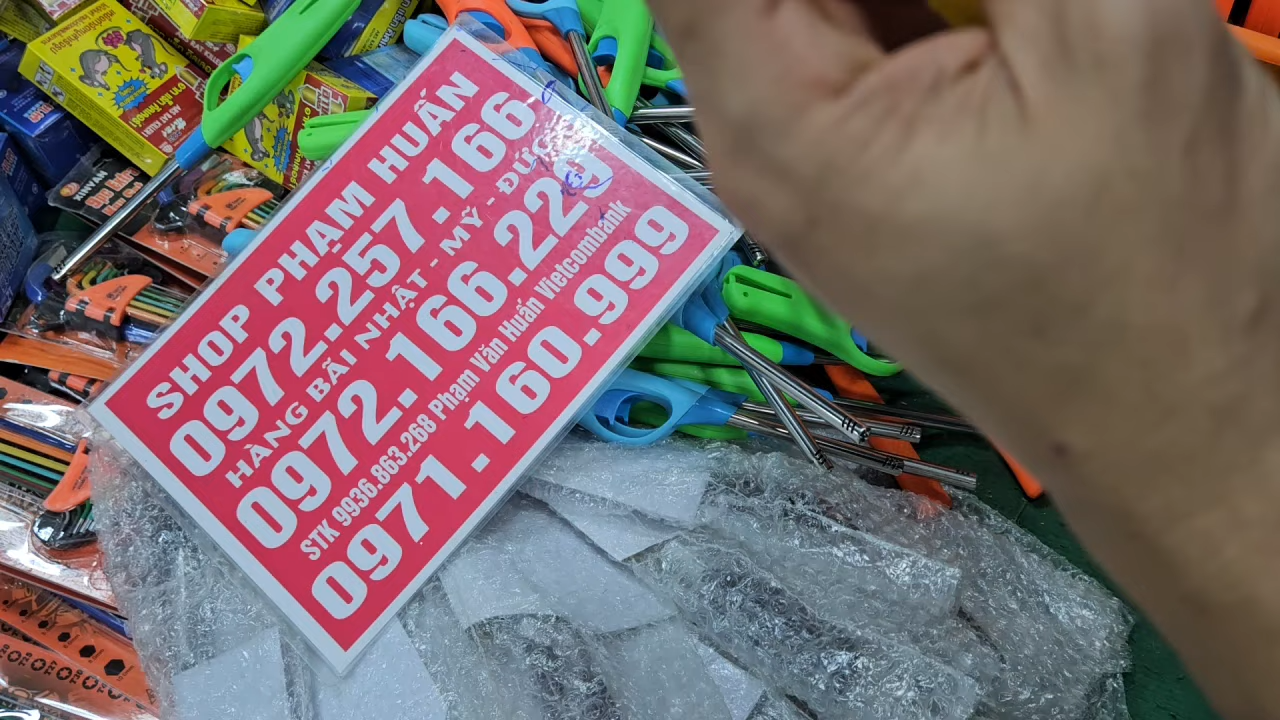 SHOP PHẠM HUẤN
0972.257.166
HÀNG BÃI NHẬT - MỸ - ĐỨC
0972.166.229
STK 9936.863.268 Phạm Văn Huấn Vietcombank
0971.160.999